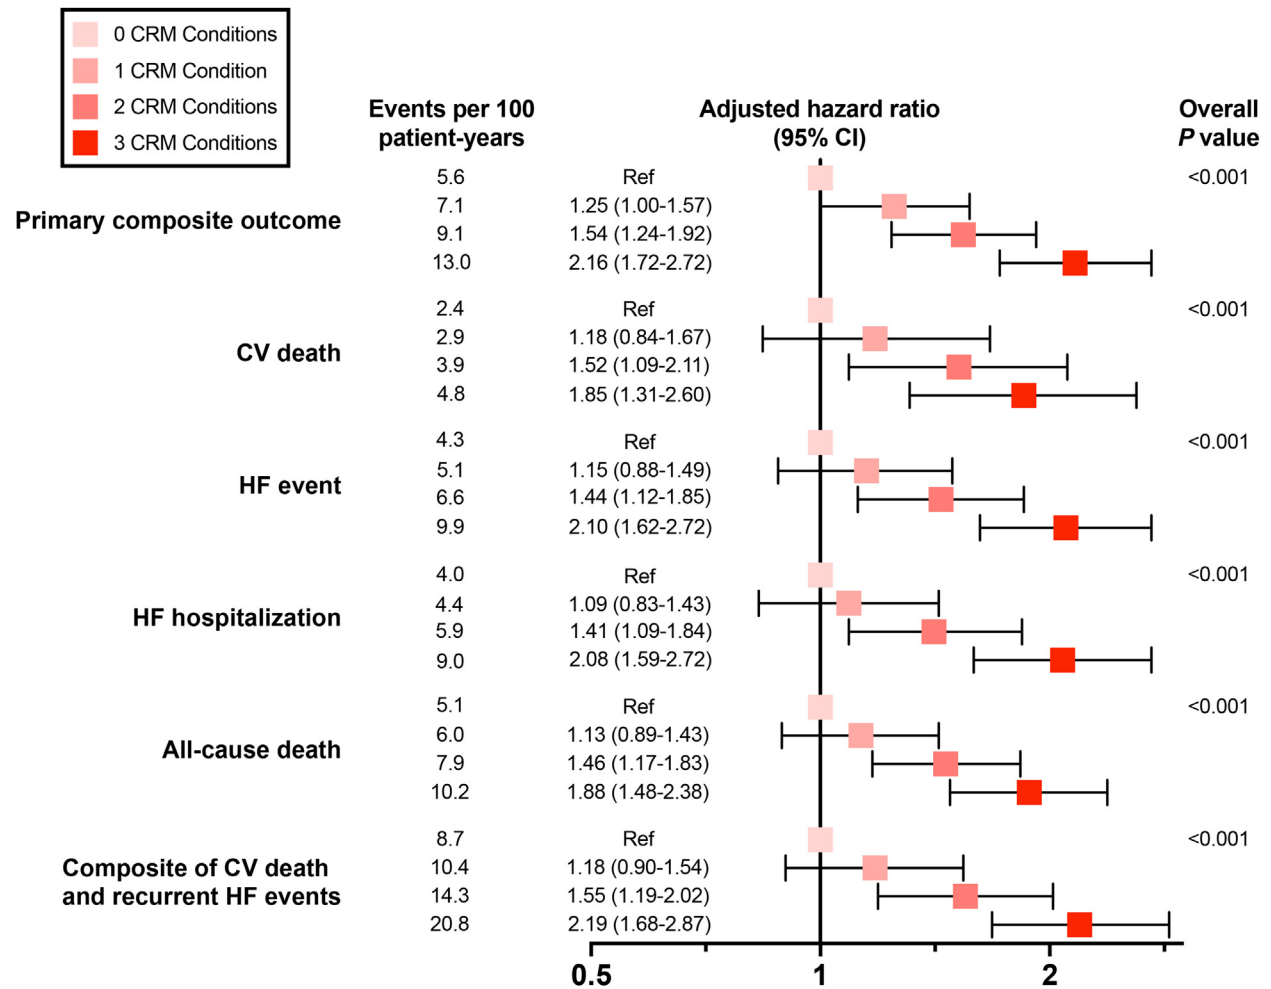 0 CRM Conditions
1 CRM Condition
2 CRM Conditions
3 CRM Conditions
Events per 100 patient-years
Adjusted hazard ratio (95% CI)
Overall P value
Primary composite outcome
5.6 Ref <0.001
7.1 1.25 (1.00-1.57)
9.1 1.54 (1.24-1.92)
13.0 2.16 (1.72-2.72)
CV death
2.4 Ref <0.001
2.9 1.18 (0.84-1.67)
3.9 1.52 (1.09-2.11)
4.8 1.85 (1.31-2.60)
HF event
4.3 Ref <0.001
5.1 1.15 (0.88-1.49)
6.6 1.44 (1.12-1.85)
9.9 2.10 (1.62-2.72)
HF hospitalization
4.0 Ref <0.001
4.4 1.09 (0.83-1.43)
5.9 1.41 (1.09-1.84)
9.0 2.08 (1.59-2.72)
All-cause death
5.1 Ref <0.001
6.0 1.13 (0.89-1.43)
7.9 1.46 (1.17-1.83)
10.2 1.88 (1.48-2.38)
Composite of CV death
and recurrent HF events
8.7 Ref <0.001
10.4 1.18 (0.90-1.54)
14.3 1.55 (1.19-2.02)
20.8 2.19 (1.68-2.87)
0.5 1 2